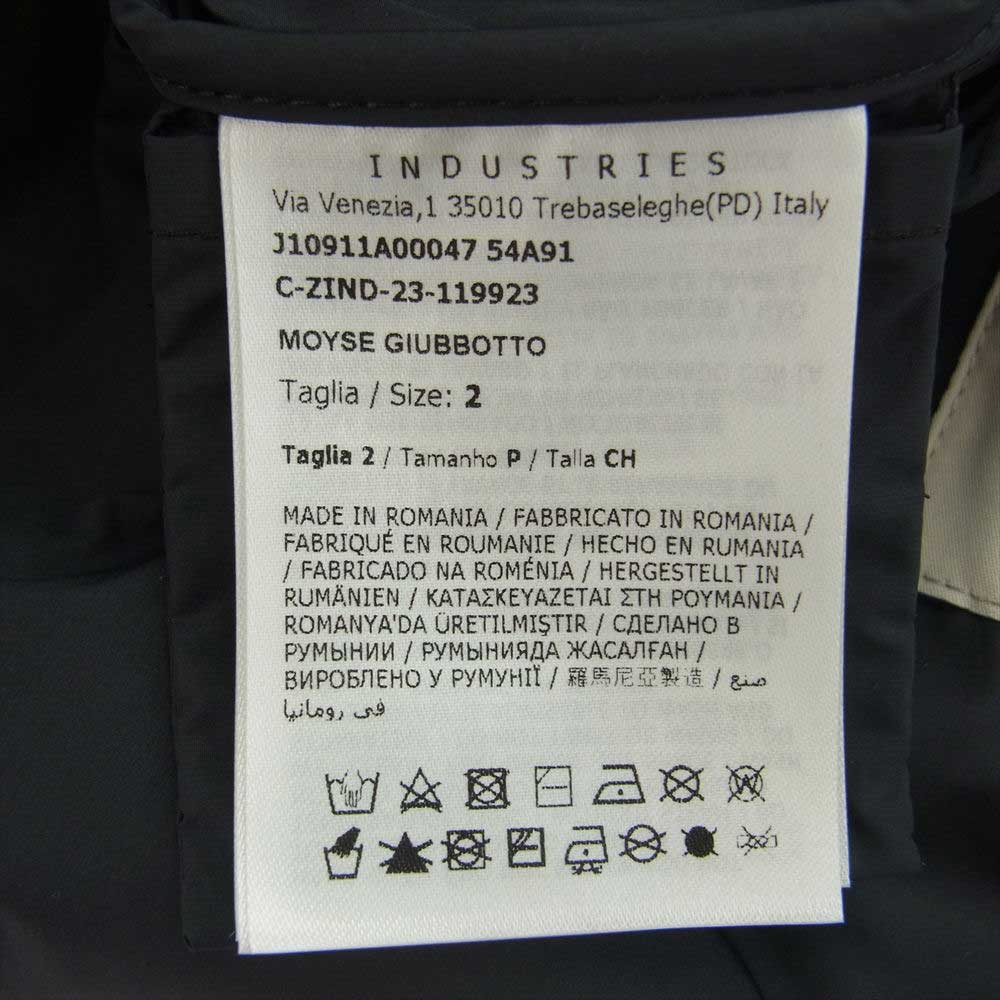 INDUSTRIES
Via Venezia,1 35010 Trebaseleghe(PD) Italy
J10911A00047 54A91
C-ZIND-23-119923
MOYSE GIUBBOTTO
Taglia / Size: 2
Taglia 2 / Tamanho P / Talla CH
MADE IN ROMANIA / FABBRICATO IN ROMANIA /
FABRIQUÉ EN ROUMANIE / HECHO EN RUMANIA
/ FABRICADO NA ROMÉNIA / HERGESTELLT IN
RUMÄNIEN / ΚΑΤΑΣΚΕΥΑΖΕΤΑΙ ΣΤΗ ΡΟΥΜΑΝΙΑ /
ROMANYA'DA ÜRETILMIŞTIR / СДЕЛАНО В
РУМЫНИИ / РУМЫНИЯДА ЖАСАЛҒАН /
ВИРОБЛЕНО У РУМУНІЇ / 羅馬尼亞製造 / صنع
في رومانيا